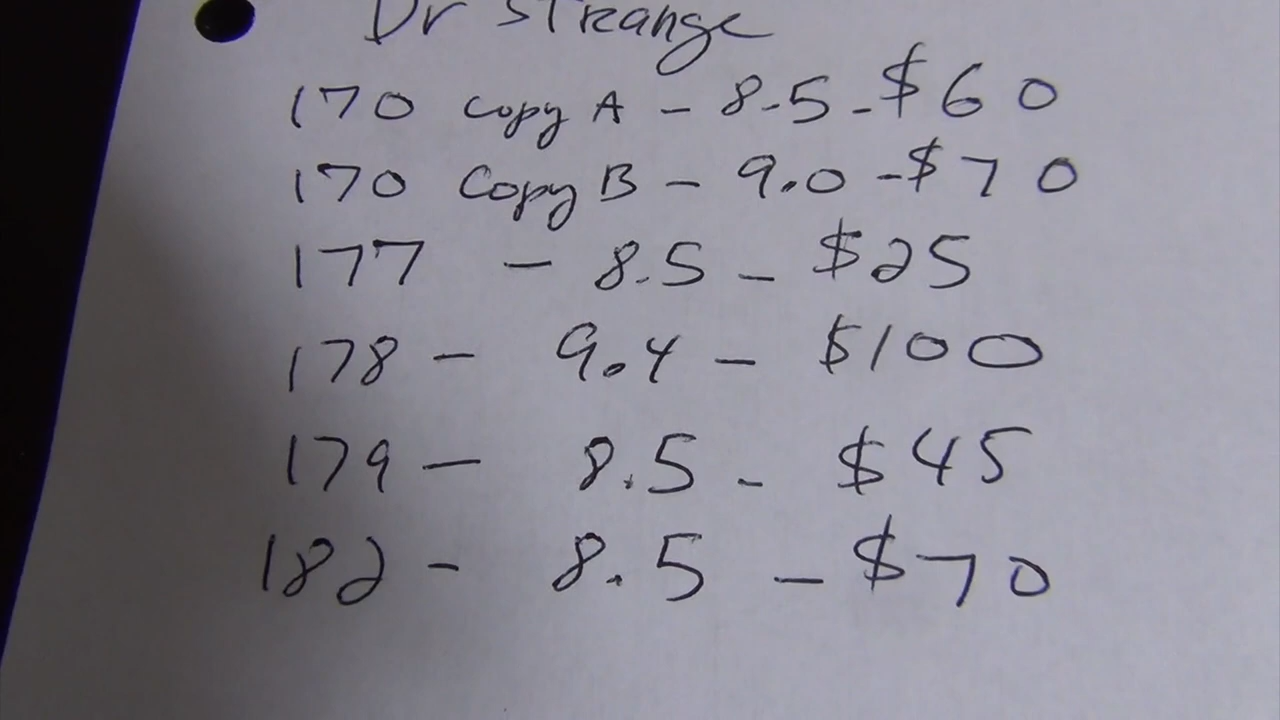 Dr Strange
170 Copy A - 8.5 - $60
170 Copy B - 9.0 - $70
177 - 8.5 - $25
178 - 9.4 - $100
179 - 8.5 - $45
182 - 8.5 - $70